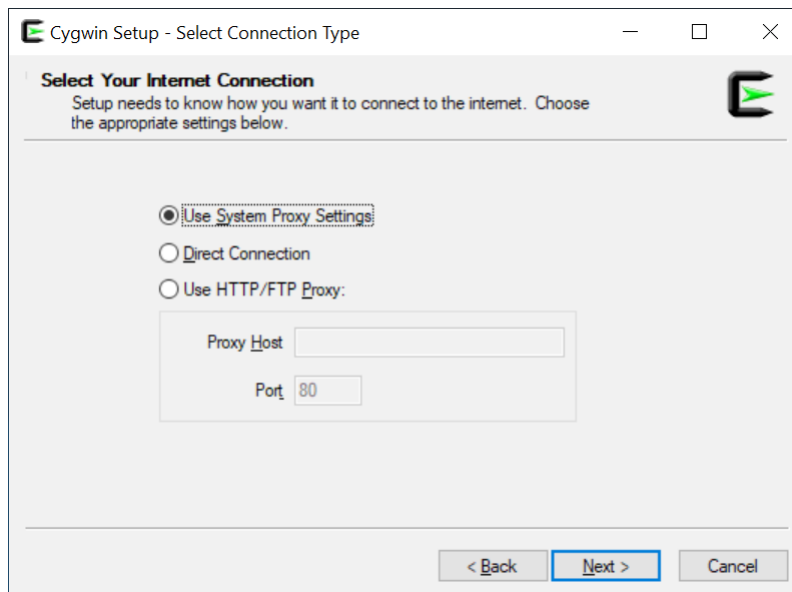 Cygwin Setup - Select Connection Type
Select Your Internet Connection
Setup needs to know how you want it to connect to the internet. Choose
the appropriate settings below.
Use System Proxy Settings
Direct Connection
Use HTTP/FTP Proxy:
Proxy Host
Port 80
< Back Next > Cancel